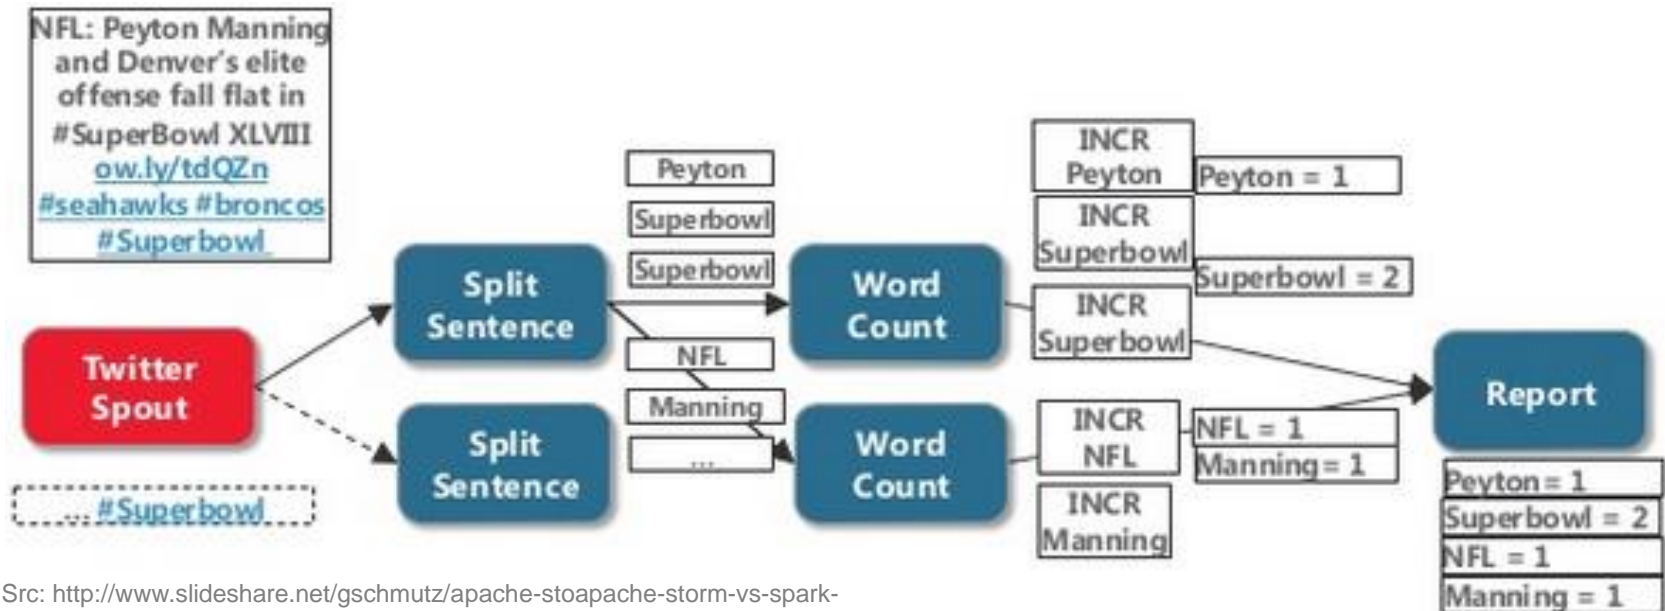 NFL: Peyton Manning
and Denver's elite
offense fall flat in
#SuperBowl XLVIII
ow.ly/tdQZn
#seahawks #broncos
#Superbowl
Twitter
Spout
... #Superbowl
Split
Sentence
Split
Sentence
Peyton
Superbowl
Superbowl
NFL
Manning
...
Word
Count
Word
Count
INCR
Peyton
INCR
Superbowl
INCR
Superbowl
Peyton = 1
Superbowl = 2
INCR
NFL
INCR
Manning
NFL = 1
Manning= 1
Report
Peyton= 1
Superbowl = 2
NFL = 1
Manning = 1
Src: http://www.slideshare.net/gschmutz/apache-stoapache-storm-vs-spark-